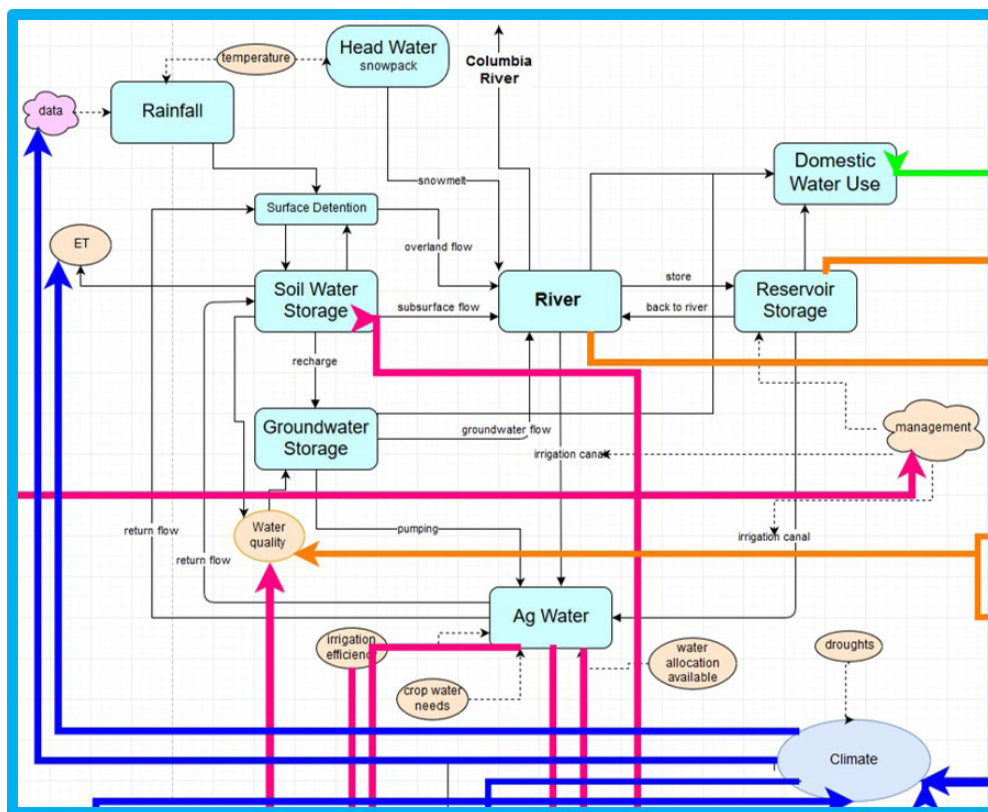 Head Water
snowpack
Columbia
River
temperature
data
Rainfall
Domestic
Water Use
snowmelt
Surface Detention
ET
overland flow
Soil Water
Storage
subsurface flow
River
store
back to river
Reservoir
Storage
recharge
Groundwater
Storage
groundwater flow
irrigation canal
management
Water
quality
return flow
return flow
pumping
irrigation canal
Ag Water
irrigation
efficiency
crop water
needs
water
allocation
available
droughts
Climate